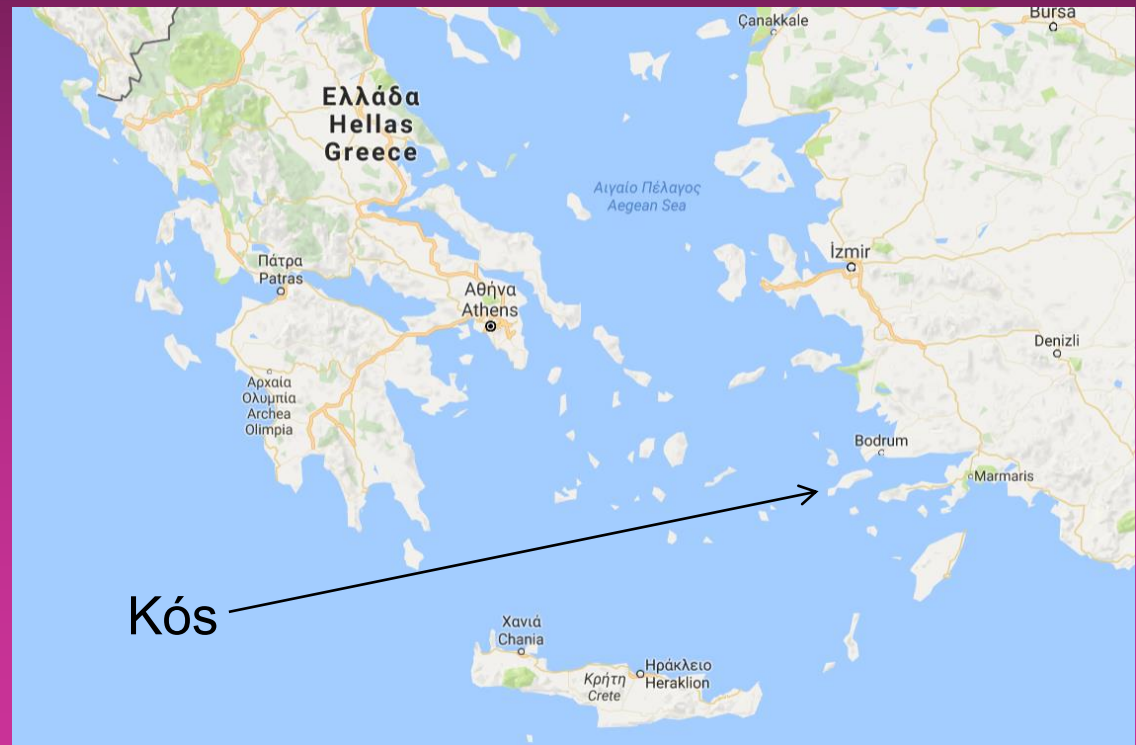 Çanakkale
Bursa
Ελλάδα
Hellas
Greece
Αιγαίο Πέλαγος
Aegean Sea
İzmir
Πάτρα
Patras
Αθήνα
Athens
Denizli
Αρχαία
Ολυμπία
Archea
Olimpia
Bodrum
Marmaris
Kós
Χανιά
Chania
Ηράκλειο
Heraklion
Κρήτη
Crete